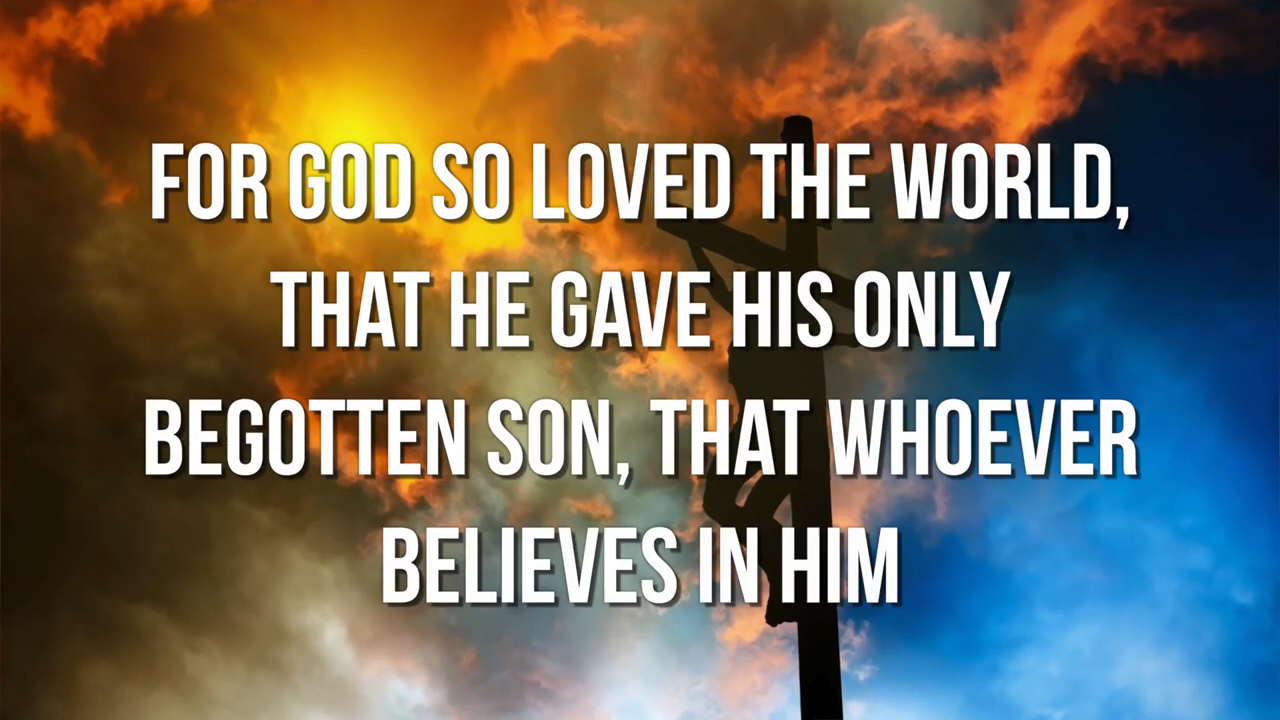 FOR GOD SO LOVED THE WORLD,
THAT HE GAVE HIS ONLY
BEGOTTEN SON, THAT WHOEVER
BELIEVES IN HIM